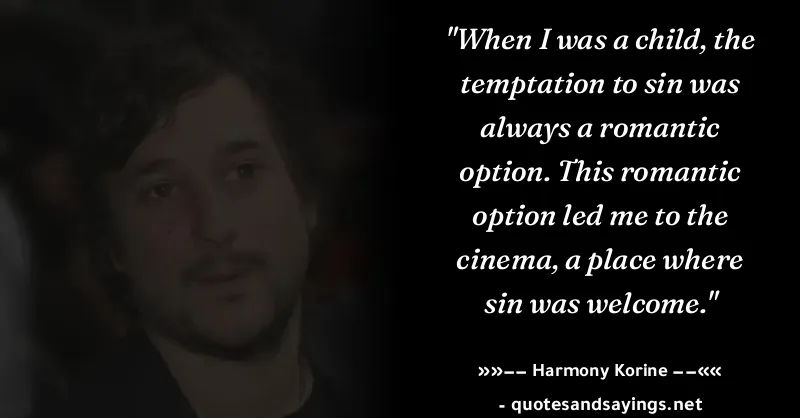 "When I was a child, the
temptation to sin was
always a romantic
option. This romantic
option led me to the
cinema, a place where
sin was welcome."
»»–– Harmony Korine ––««
- quotesandsayings.net